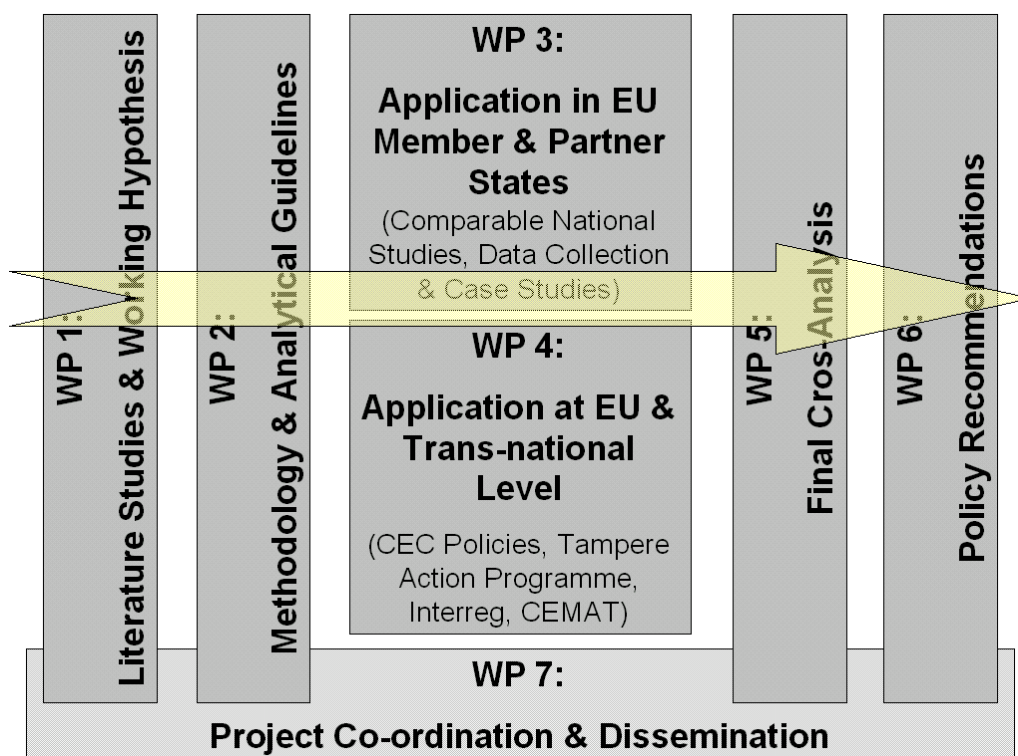 WP 1:
Literature Studies & Working Hypothesis
WP 2:
Methodology & Analytical Guidelines
WP 3:
Application in EU
Member & Partner
States
(Comparable National
Studies, Data Collection
& Case Studies)
WP 4:
Application at EU &
Trans-national
Level
(CEC Policies, Tampere
Action Programme,
Interreg, CEMAT)
WP 5:
Final Cros-Analysis
WP 6:
Policy Recommendations
WP 7:
Project Co-ordination & Dissemination